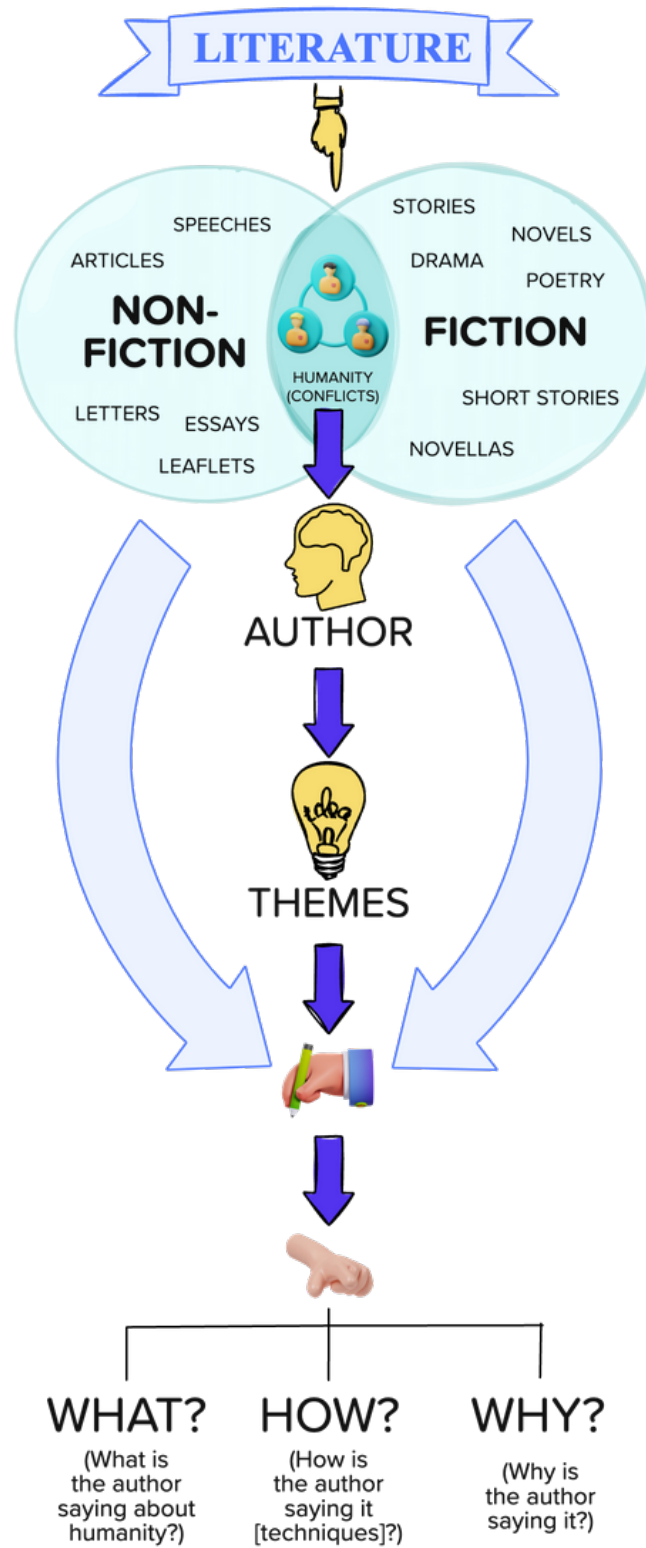 LITERATURE
SPEECHES
ARTICLES
NON-
FICTION
LETTERS
ESSAYS
LEAFLETS
HUMANITY
(CONFLICTS)
STORIES
NOVELS
DRAMA
POETRY
FICTION
SHORT STORIES
NOVELLAS
AUTHOR
Idea
THEMES
WHAT?
(What is
the author
saying about
humanity?)
HOW?
(How is
the author
saying it
[techniques]?)
WHY?
(Why is
the author
saying it?)